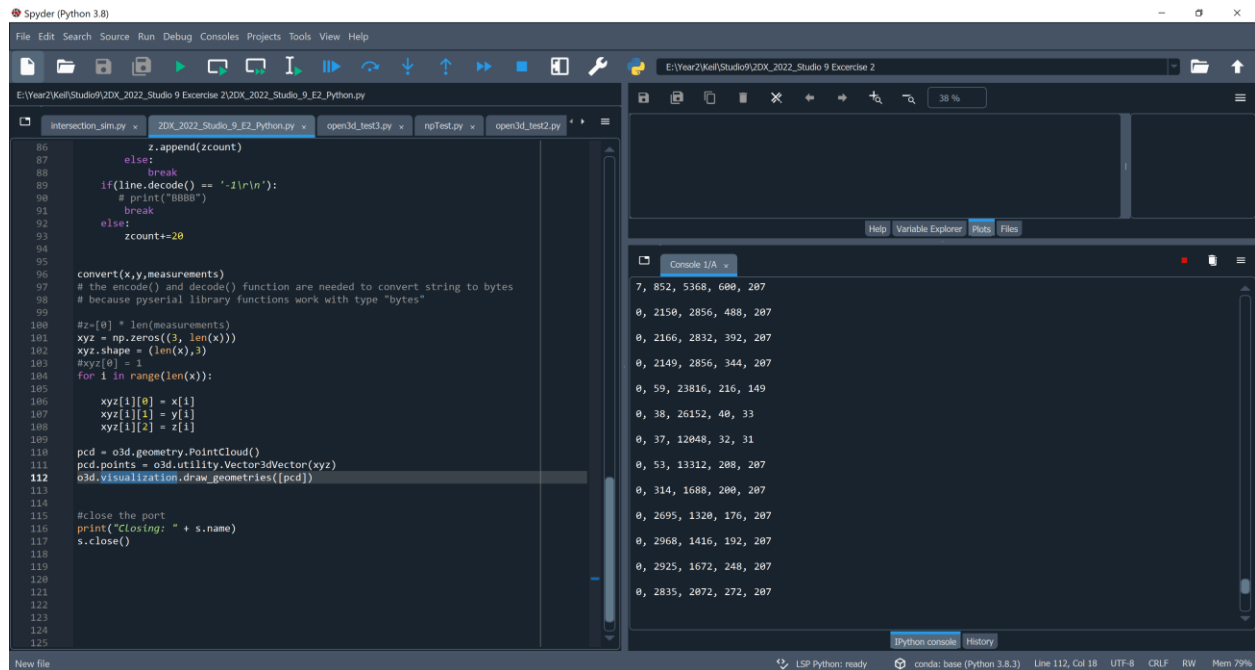 Spyder (Python 3.8)
File Edit Search Source Run Debug Consoles Projects Tools View Help
E:\Year2\Keil\Studio9\2DX_2022_Studio 9 Excercise 2
E:\Year2\Keil\Studio9\2DX_2022_Studio 9 Excercise 2\2DX_2022_Studio_9_E2_Python.py
intersection_sim.py 2DX_2022_Studio_9_E2_Python.py open3d_test3.py npTest.py open3d_test2.py
86 z.append(zcount)
87 else:
88 break
89 if(line.decode() == '-1\r\n'):
90 # print("BBBB")
91 break
92 else:
93 zcount+=20
94
95
96 convert(x,y,measurements)
97 # the encode() and decode() function are needed to convert string to bytes
98 # because pyserial library functions work with type "bytes"
99
100 #z=[0] * len(measurements)
101 xyz = np.zeros((3, len(x)))
102 xyz.shape = (len(x),3)
103 #xyz[0] = 1
104 for i in range(len(x)):
105
106 xyz[i][0] = x[i]
107 xyz[i][1] = y[i]
108 xyz[i][2] = z[i]
109
110 pcd = o3d.geometry.PointCloud()
111 pcd.points = o3d.utility.Vector3dVector(xyz)
112 o3d.visualization.draw_geometries([pcd])
113
114
115 #close the port
116 print("Closing: " + s.name)
117 s.close()
118
119
120
121
122
123
124
125
38 %
Help Variable Explorer Plots Files
Console 1/A
7, 852, 5368, 600, 207
0, 2150, 2856, 488, 207
0, 2166, 2832, 392, 207
0, 2149, 2856, 344, 207
0, 59, 23816, 216, 149
0, 38, 26152, 40, 33
0, 37, 12048, 32, 31
0, 53, 13312, 208, 207
0, 314, 1688, 200, 207
0, 2695, 1320, 176, 207
0, 2968, 1416, 192, 207
0, 2925, 1672, 248, 207
0, 2835, 2072, 272, 207
IPython console History
New file
LSP Python: ready conda: base (Python 3.8.3) Line 112, Col 18 UTF-8 CRLF RW Mem 79%